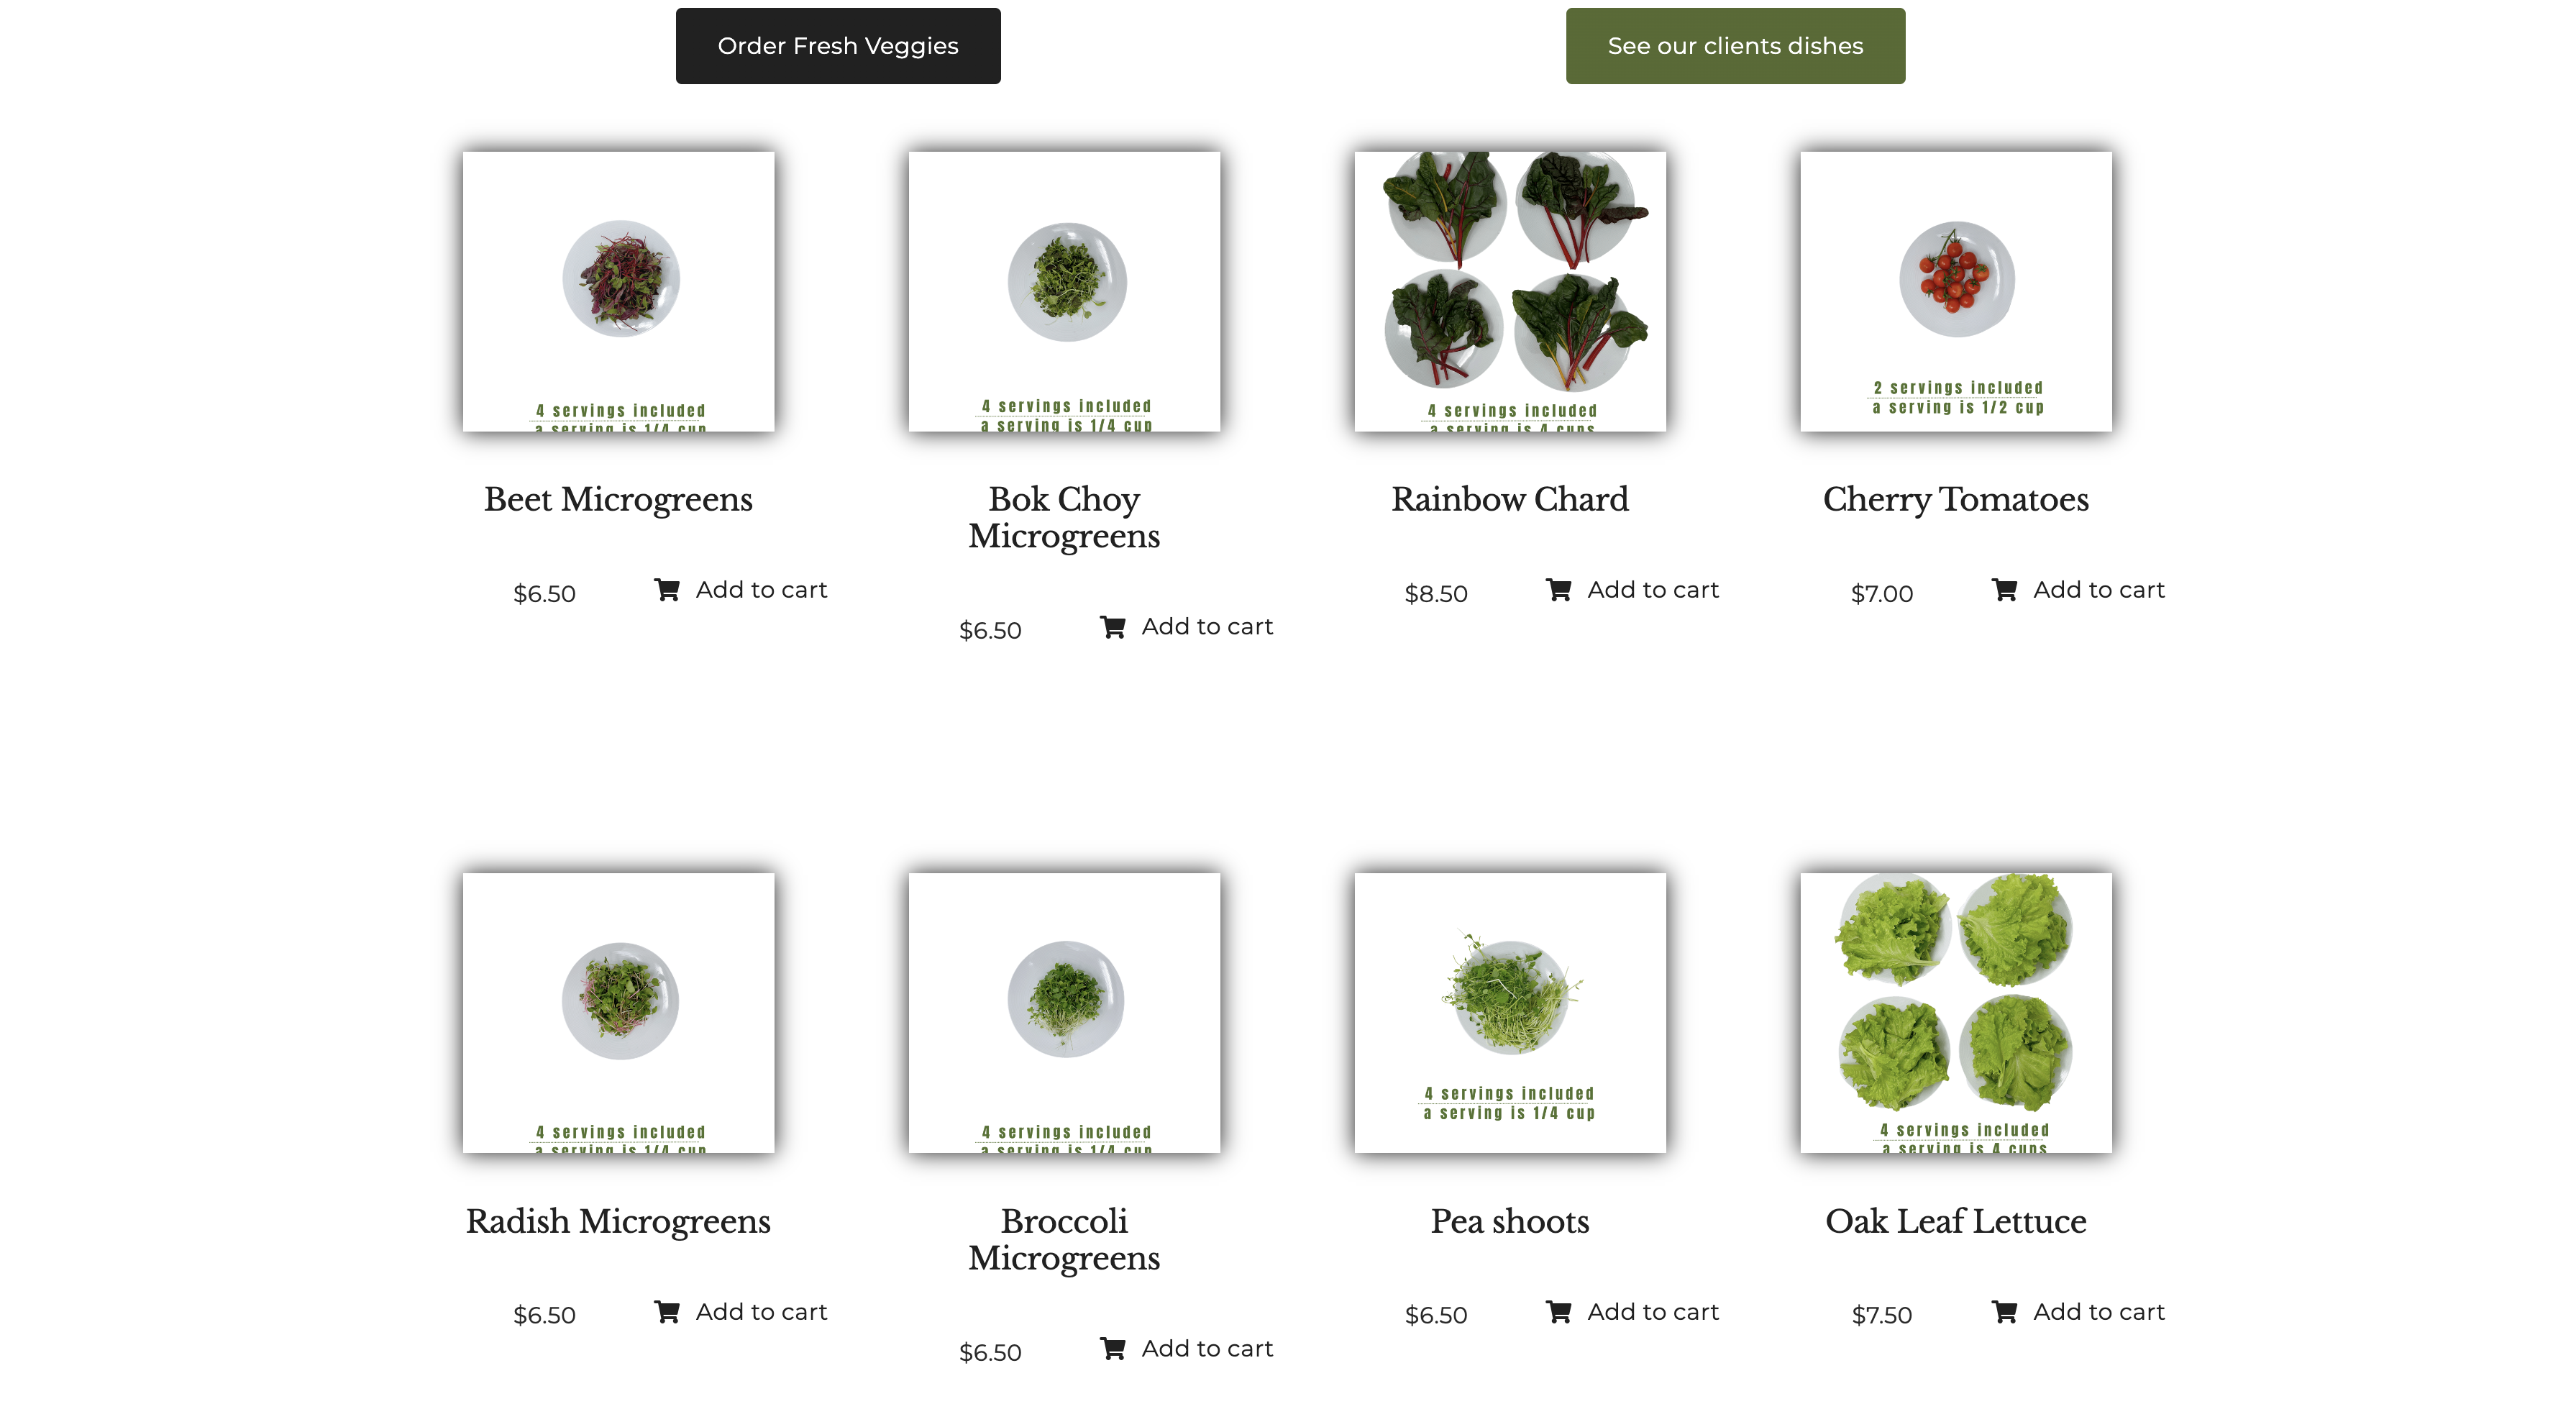 Order Fresh Veggies
See our clients dishes
4 servings included
a serving is 1/4 cup
4 servings included
a serving is 1/4 cup
4 servings included
a serving is 4 cups
2 servings included
a serving is 1/2 cup
Beet Microgreens
Bok Choy
Microgreens
Rainbow Chard
Cherry Tomatoes
$6.50
Add to cart
$6.50
Add to cart
$8.50
Add to cart
$7.00
Add to cart
4 servings included
a serving is 1/4 cup
4 servings included
a serving is 1/4 cup
4 servings included
a serving is 1/4 cup
4 servings included
a serving is 4 cups
Radish Microgreens
Broccoli
Microgreens
Pea shoots
Oak Leaf Lettuce
$6.50
Add to cart
$6.50
Add to cart
$6.50
Add to cart
$7.50
Add to cart